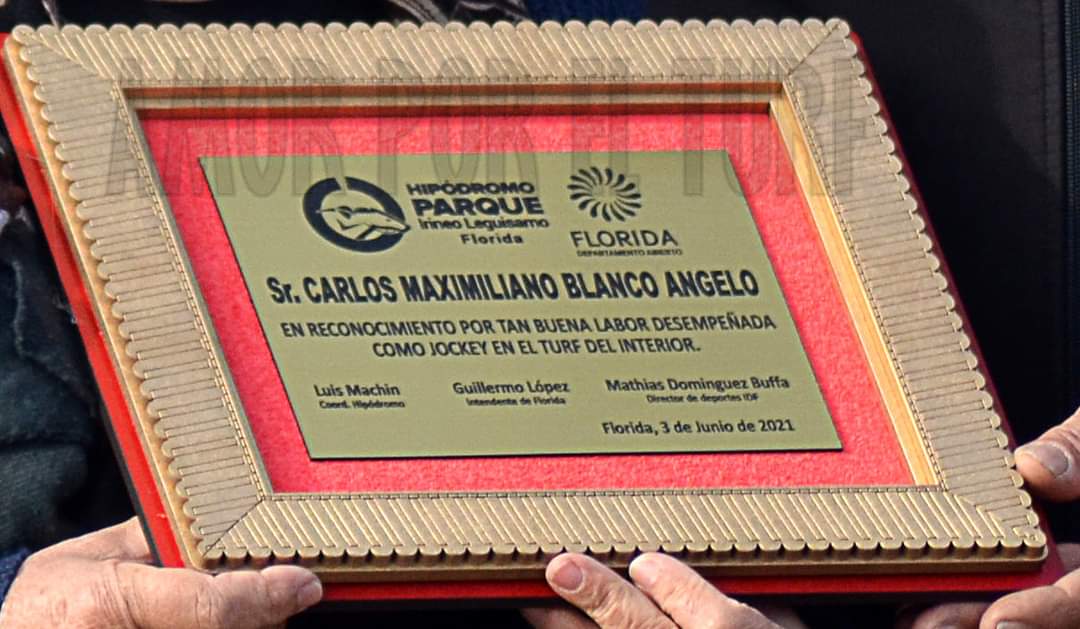 AMOR POR EL TURF
HIPÓDROMO
PARQUE
Irineo Leguisamo
Florida
FLORIDA
DEPARTAMENTO ABIERTO
Sr. CARLOS MAXIMILIANO BLANCO ANGELO
EN RECONOCIMIENTO POR TAN BUENA LABOR DESEMPEÑADA
COMO JOCKEY EN EL TURF DEL INTERIOR.
Luis Machin
Coord. Hipódromo
Guillermo López
Intendente de Florida
Mathias Dominguez Buffa
Director de deportes IDF
Florida, 3 de Junio de 2021